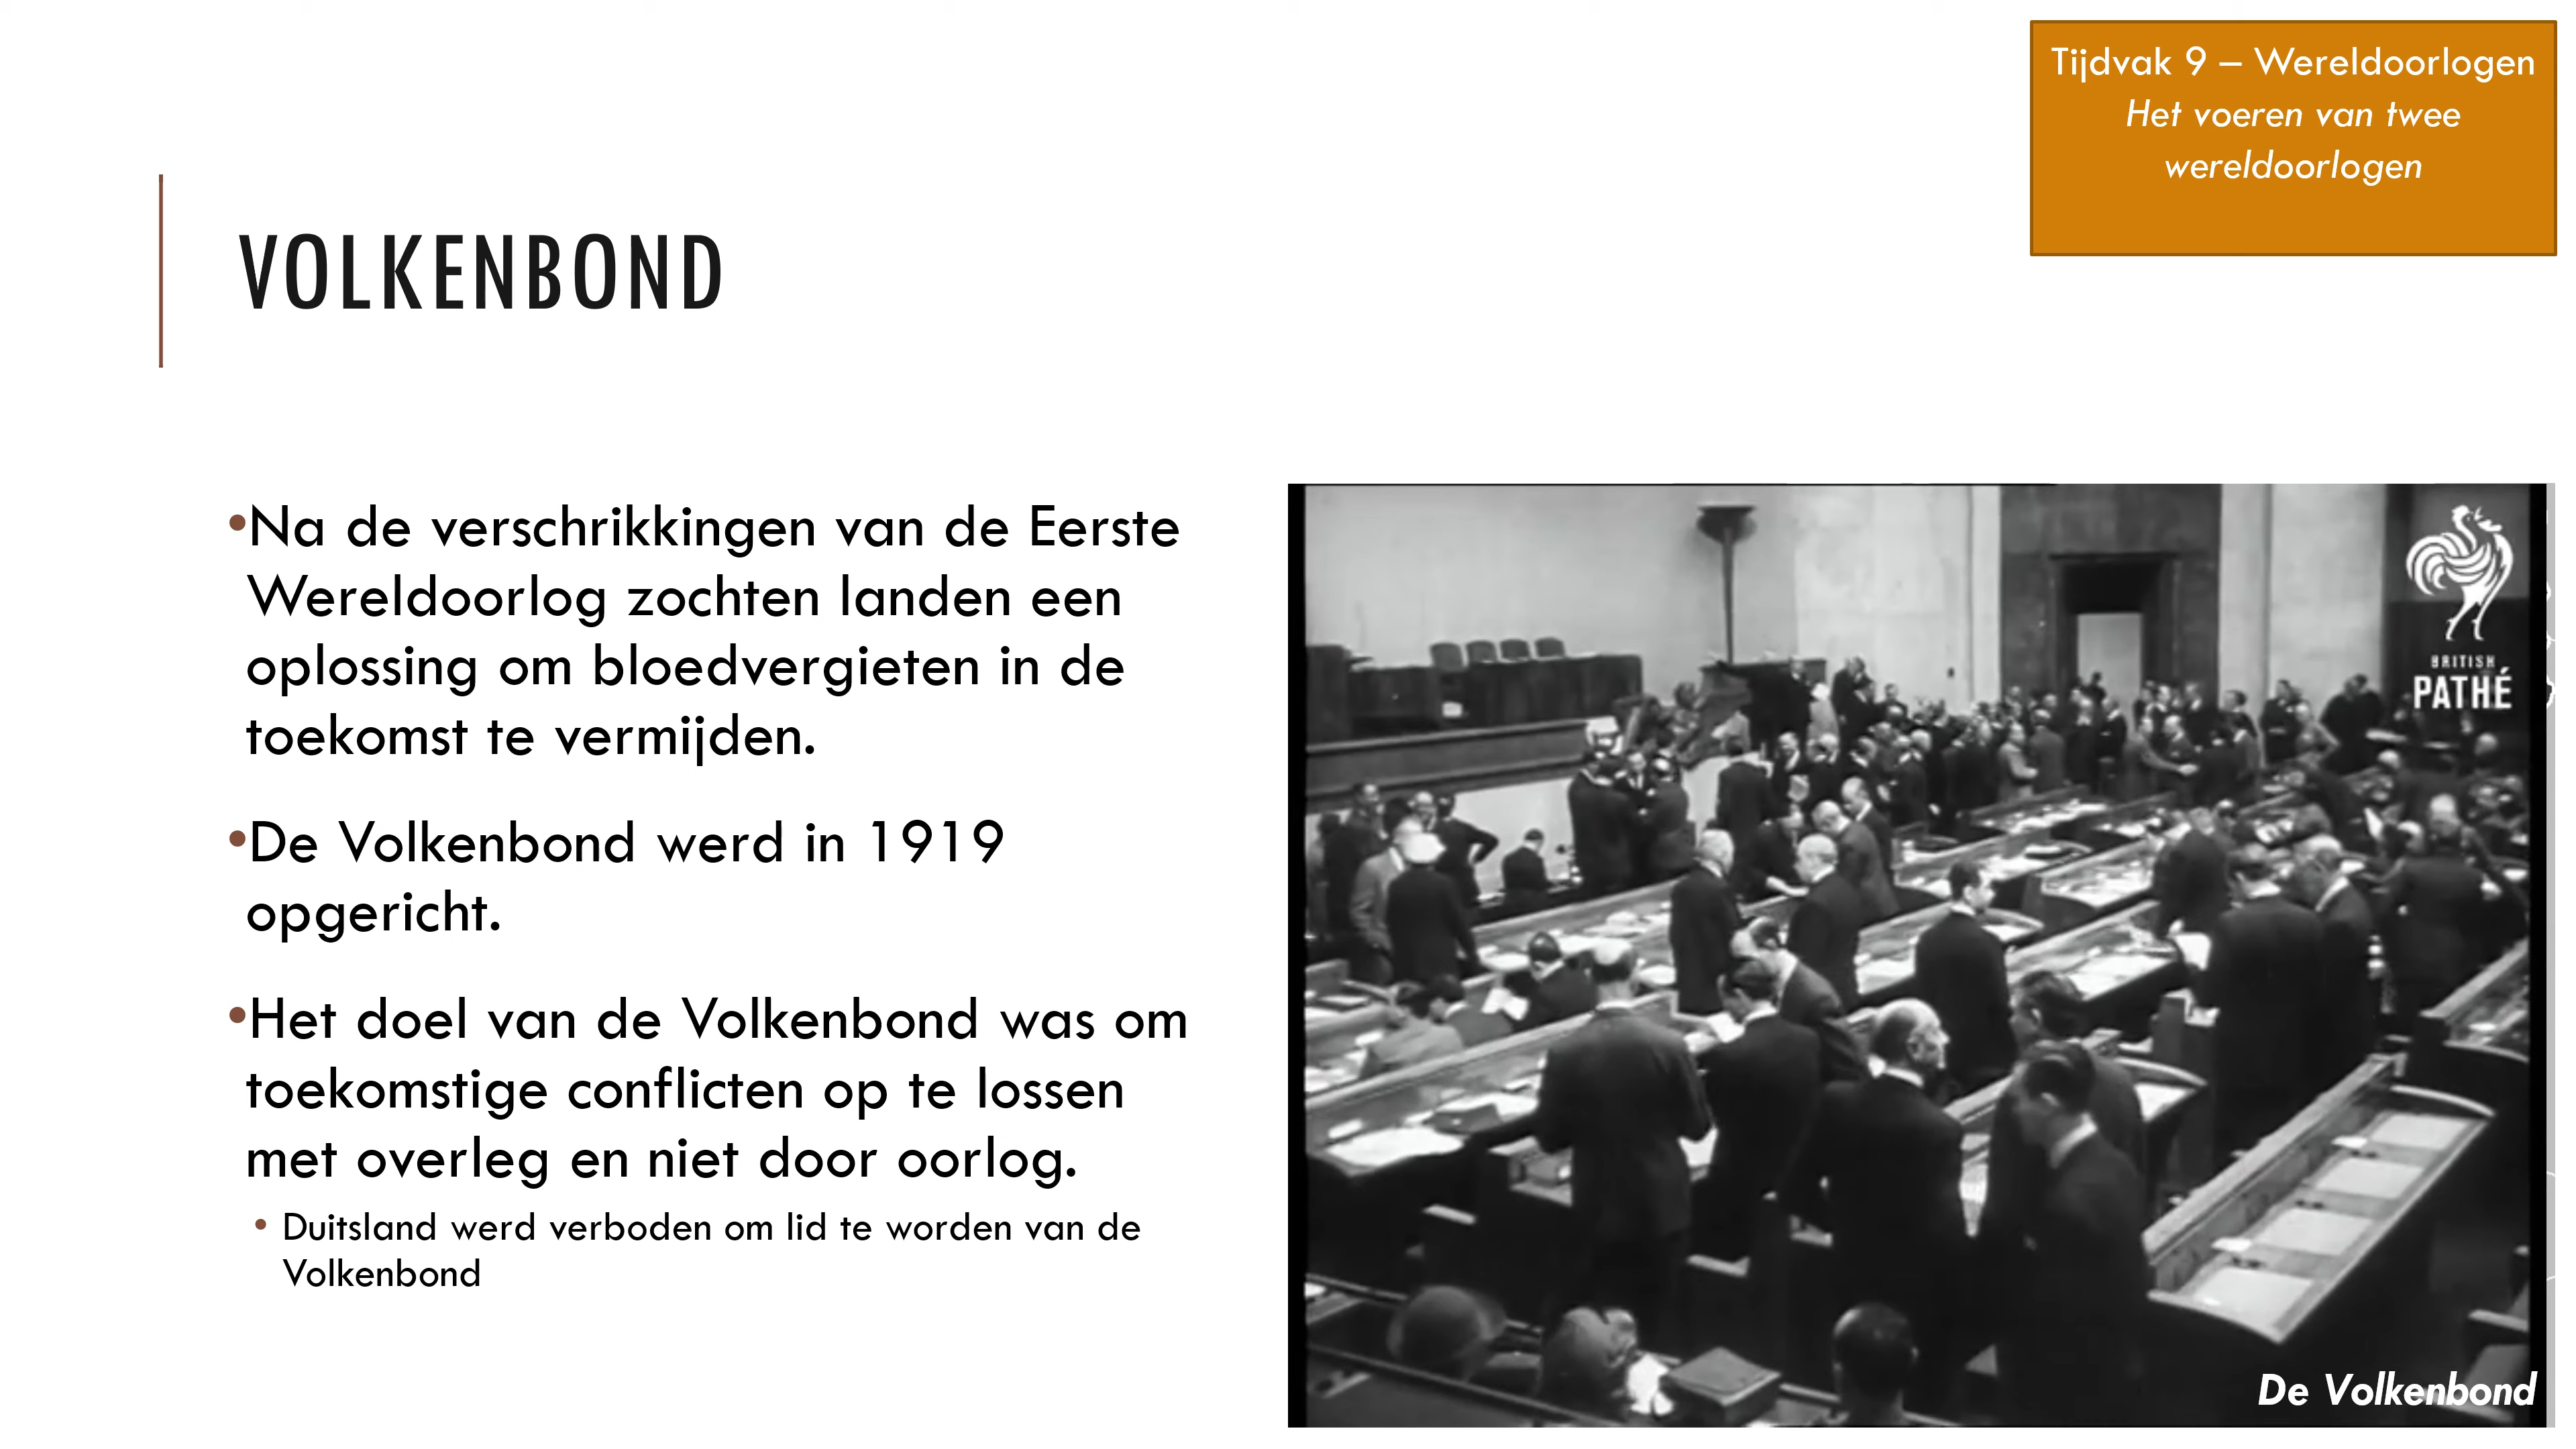 Tijdvak 9 – Wereldoorlogen
Het voeren van twee
wereldoorlogen
VOLKENBOND
•Na de verschrikkingen van de Eerste
Wereldoorlog zochten landen een
oplossing om bloedvergieten in de
toekomst te vermijden.
•De Volkenbond werd in 1919
opgericht.
•Het doel van de Volkenbond was om
toekomstige conflicten op te lossen
met overleg en niet door oorlog.
• Duitsland werd verboden om lid te worden van de
Volkenbond
BRITISH
PATHÉ
De Volkenbond